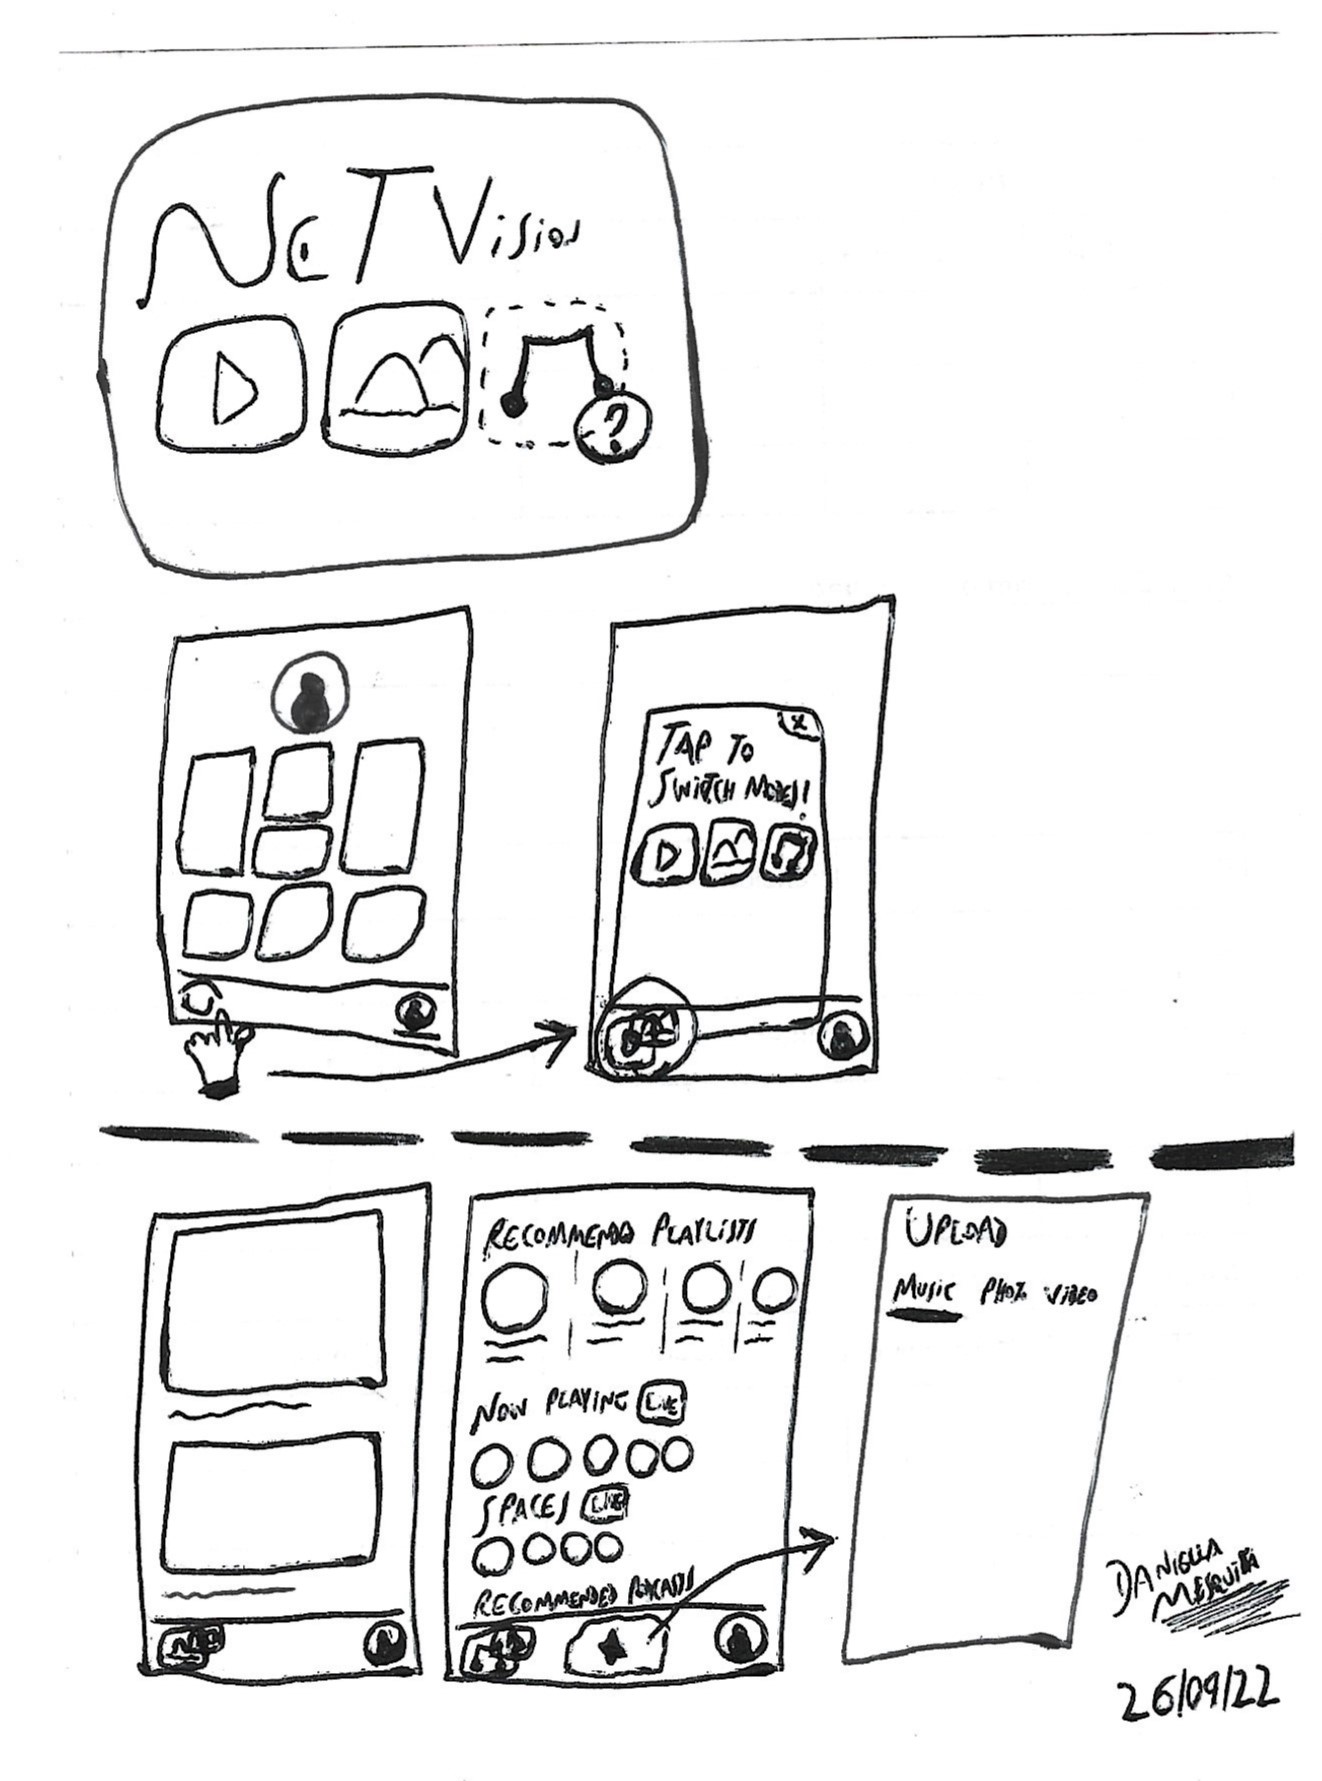 NeTVision
?
x
TAP TO
SWITCH MODES!
RECOMMENDED PLAYLISTS
NOW PLAYING LIVE
SPACES LIVE
RECOMMENDED PODCASTS
UPLOAD
MUSIC PHOTO VIDEO
DANIELLA
MESQUITA
26/09/22